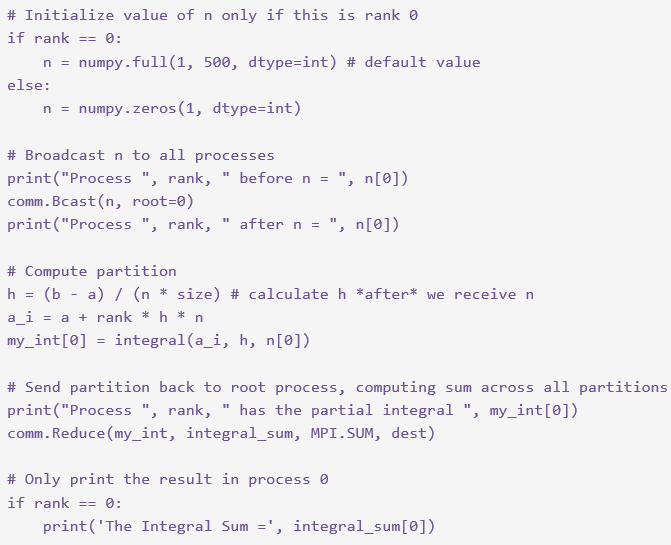 # Initialize value of n only if this is rank 0
if rank == 0:
    n = numpy.full(1, 500, dtype=int) # default value
else:
    n = numpy.zeros(1, dtype=int)

# Broadcast n to all processes
print("Process ", rank, " before n = ", n[0])
comm.Bcast(n, root=0)
print("Process ", rank, " after n = ", n[0])

# Compute partition
h = (b - a) / (n * size) # calculate h *after* we receive n
a_i = a + rank * h * n
my_int[0] = integral(a_i, h, n[0])

# Send partition back to root process, computing sum across all partitions
print("Process ", rank, " has the partial integral ", my_int[0])
comm.Reduce(my_int, integral_sum, MPI.SUM, dest)

# Only print the result in process 0
if rank == 0:
    print('The Integral Sum =', integral_sum[0])